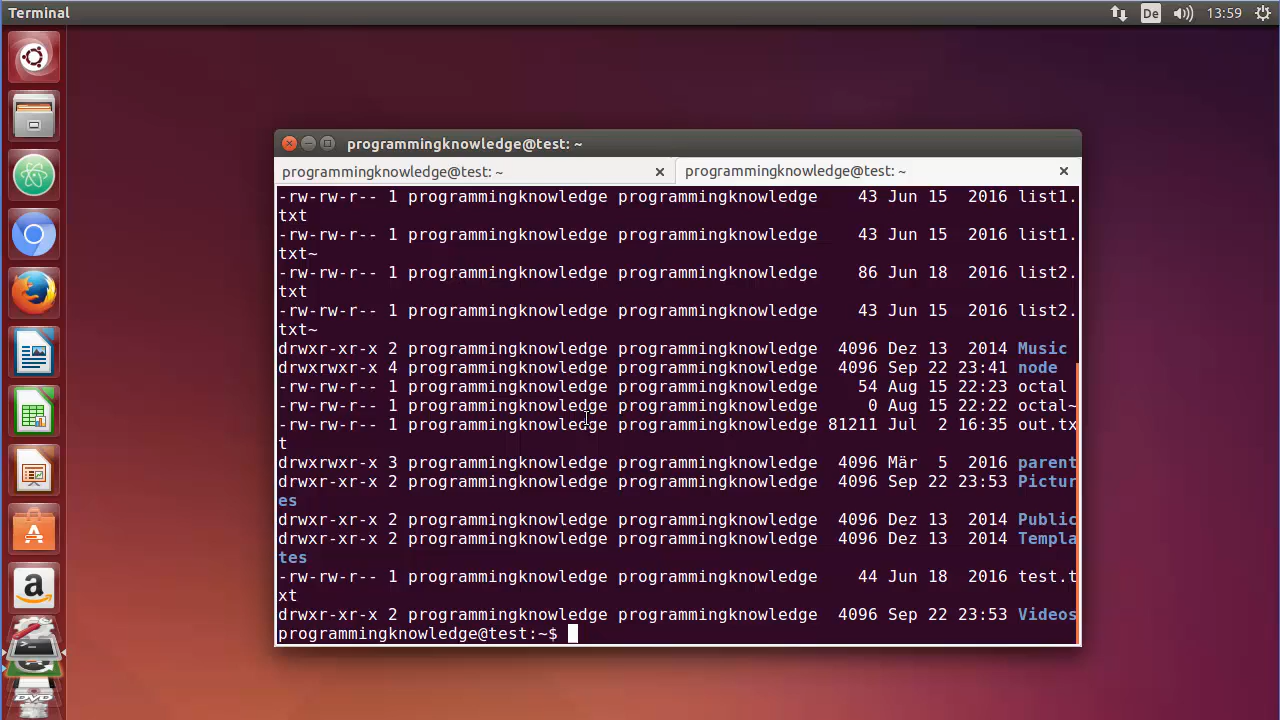 Terminal
De
13:59
programmingknowledge@test: ~
programmingknowledge@test: ~ ×
programmingknowledge@test: ~ ×
-rw-rw-r-- 1 programmingknowledge programmingknowledge    43 Jun 15  2016 list1.
txt
-rw-rw-r-- 1 programmingknowledge programmingknowledge    43 Jun 15  2016 list1.
txt~
-rw-rw-r-- 1 programmingknowledge programmingknowledge    86 Jun 18  2016 list2.
txt
-rw-rw-r-- 1 programmingknowledge programmingknowledge    43 Jun 15  2016 list2.
txt~
drwxr-xr-x 2 programmingknowledge programmingknowledge  4096 Dez 13  2014 Music
drwxrwxr-x 4 programmingknowledge programmingknowledge  4096 Sep 22 23:41 node
-rw-rw-r-- 1 programmingknowledge programmingknowledge    54 Aug 15 22:23 octal
-rw-rw-r-- 1 programmingknowledge programmingknowledge     0 Aug 15 22:22 octal~
-rw-rw-r-- 1 programmingknowledge programmingknowledge 81211 Jul  2 16:35 out.tx
t
drwxrwxr-x 3 programmingknowledge programmingknowledge  4096 Mär  5  2016 parent
drwxr-xr-x 2 programmingknowledge programmingknowledge  4096 Sep 22 23:53 Pictur
es
drwxr-xr-x 2 programmingknowledge programmingknowledge  4096 Dez 13  2014 Public
drwxr-xr-x 2 programmingknowledge programmingknowledge  4096 Dez 13  2014 Templa
tes
-rw-rw-r-- 1 programmingknowledge programmingknowledge    44 Jun 18  2016 test.t
xt
drwxr-xr-x 2 programmingknowledge programmingknowledge  4096 Sep 22 23:53 Videos
programmingknowledge@test:~$
DVD